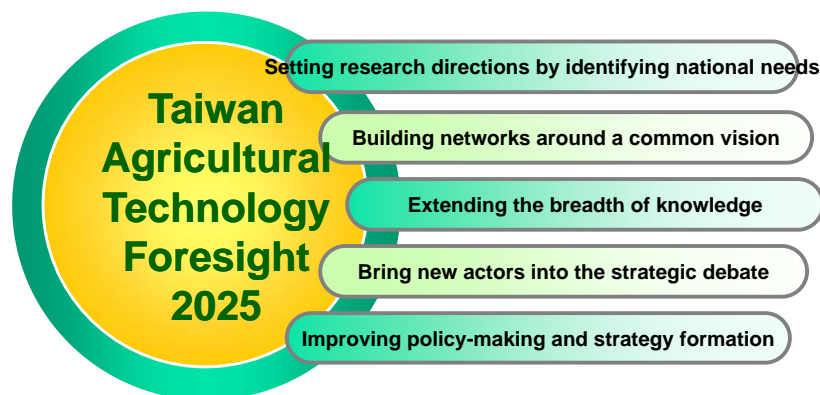 Taiwan
Agricultural
Technology
Foresight
2025
Setting research directions by identifying national needs
Building networks around a common vision
Extending the breadth of knowledge
Bring new actors into the strategic debate
Improving policy-making and strategy formation